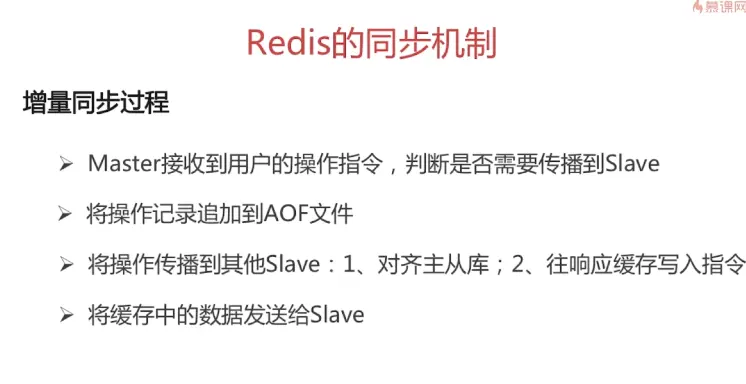 慕课网
Redis的同步机制
增量同步过程
➢ Master接收到用户的操作指令，判断是否需要传播到Slave
➢ 将操作记录追加到AOF文件
➢ 将操作传播到其他Slave：1、对齐主从库；2、往响应缓存写入指令
➢ 将缓存中的数据发送给Slave